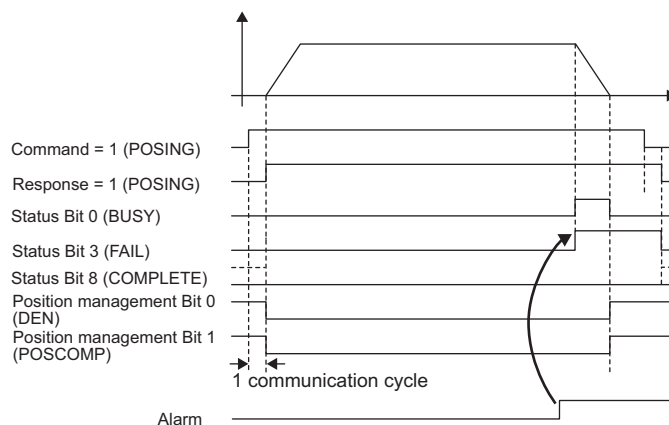 Command = 1 (POSING)
Response = 1 (POSING)
Status Bit 0 (BUSY)
Status Bit 3 (FAIL)
Status Bit 8 (COMPLETE)
Position management Bit 0
(DEN)
Position management Bit 1
(POSCOMP)
1 communication cycle
Alarm